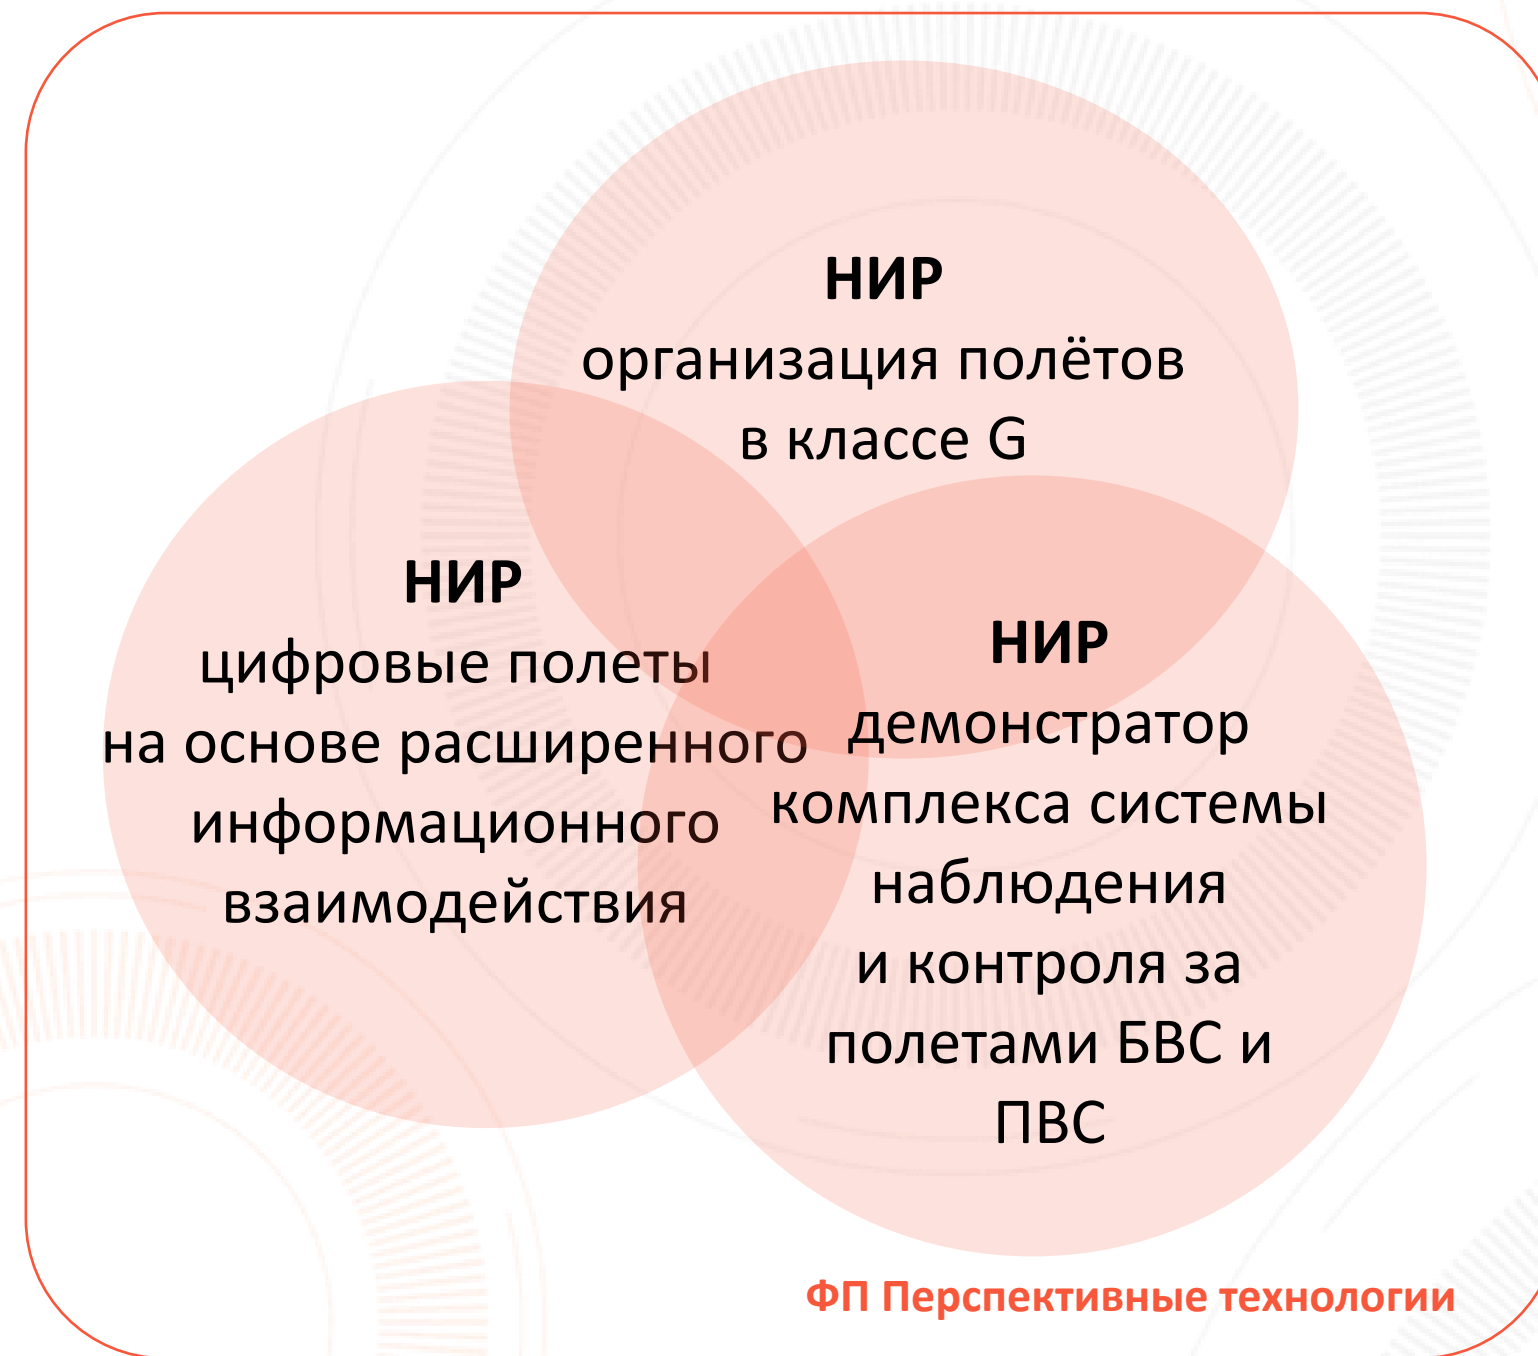 НИР
организация полётов
в классе G
НИР
цифровые полеты
на основе расширенного
информационного
взаимодействия
НИР
демонстратор
комплекса системы
наблюдения
и контроля за
полетами БВС и
ПВС
ФП Перспективные технологии